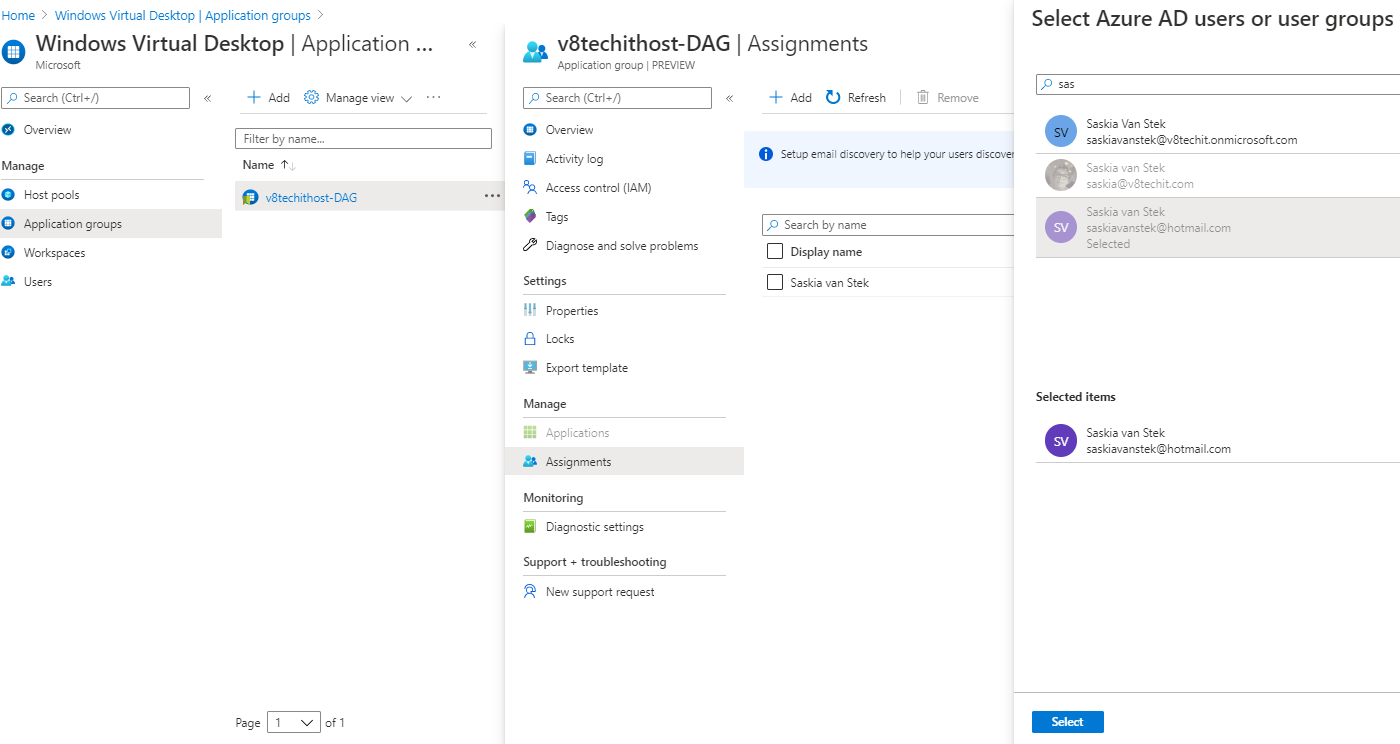 Home > Windows Virtual Desktop | Application groups >
Windows Virtual Desktop | Application ...
Microsoft
«
Search (Ctrl+/)
«
Overview
Manage
Host pools
Application groups
Workspaces
Users
+ Add
Manage view
...
Filter by name...
Name ↑↓
v8techithost-DAG
...
Page 1 of 1
v8techithost-DAG | Assignments
Application group | PREVIEW
Search (Ctrl+/)
«
Overview
Activity log
Access control (IAM)
Tags
Diagnose and solve problems
Settings
Properties
Locks
Export template
Manage
Applications
Assignments
Monitoring
Diagnostic settings
Support + troubleshooting
New support request
+ Add
Refresh
Remove
Setup email discovery to help your users discover
Search by name
Display name
Saskia van Stek
Select Azure AD users or user groups
sas
SV
Saskia Van Stek
saskiavanstek@v8techit.onmicrosoft.com
Saskia van Stek
saskia@v8techit.com
SV
Saskia van Stek
saskiavanstek@hotmail.com
Selected
Selected items
SV
Saskia van Stek
saskiavanstek@hotmail.com
Select